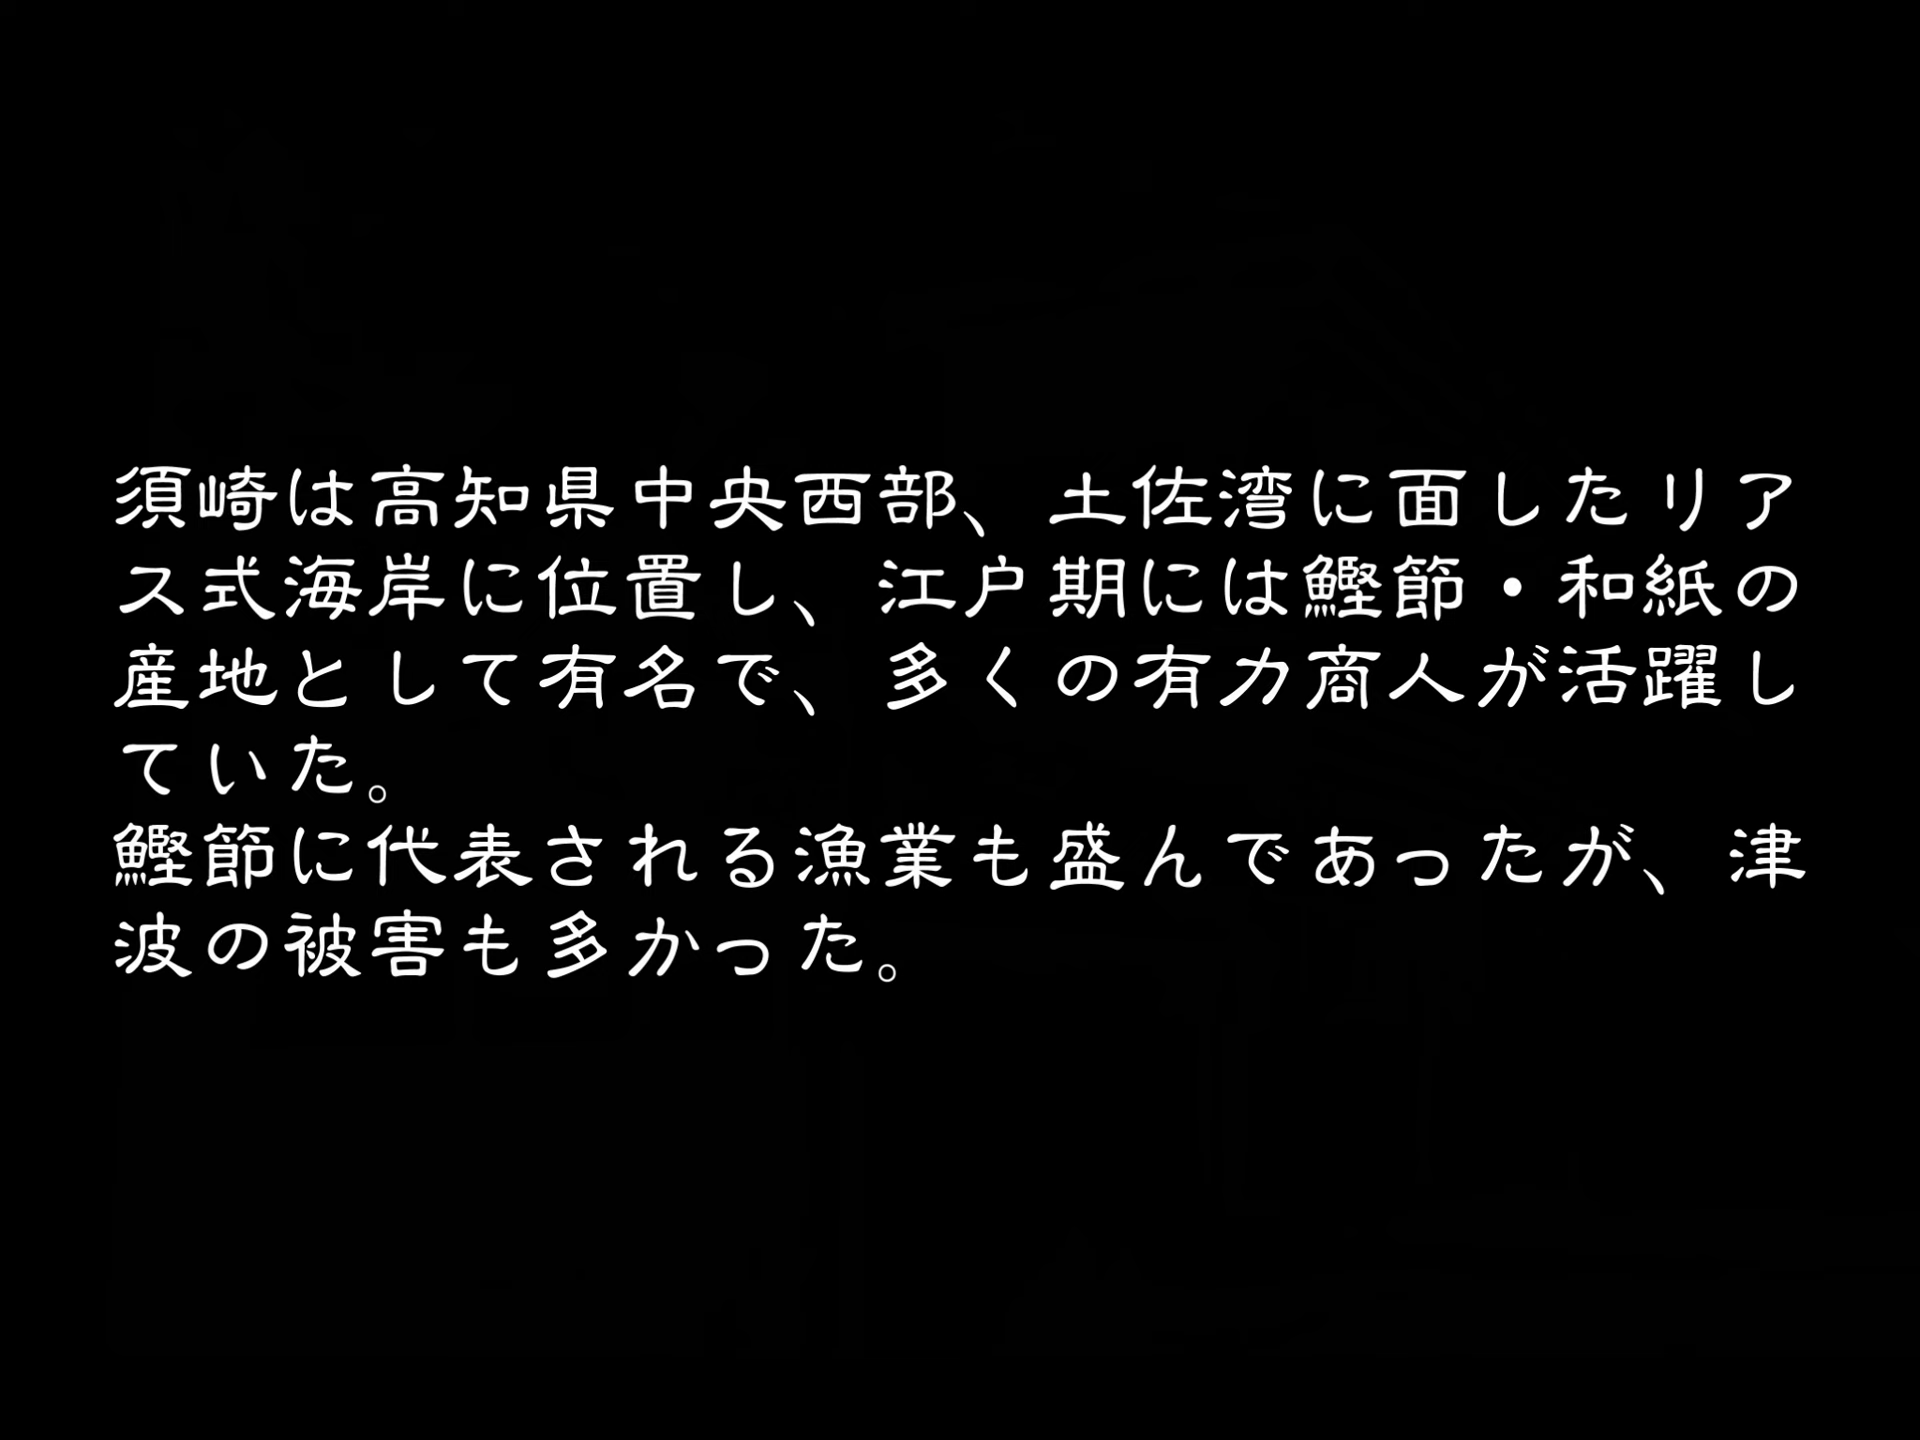 須崎は高知県中央西部、土佐湾に面したリア
ス式海岸に位置し、江戸期には鰹節・和紙の
産地として有名で、多くの有力商人が活躍し
ていた。
鰹節に代表される漁業も盛んであったが、津
波の被害も多かった。